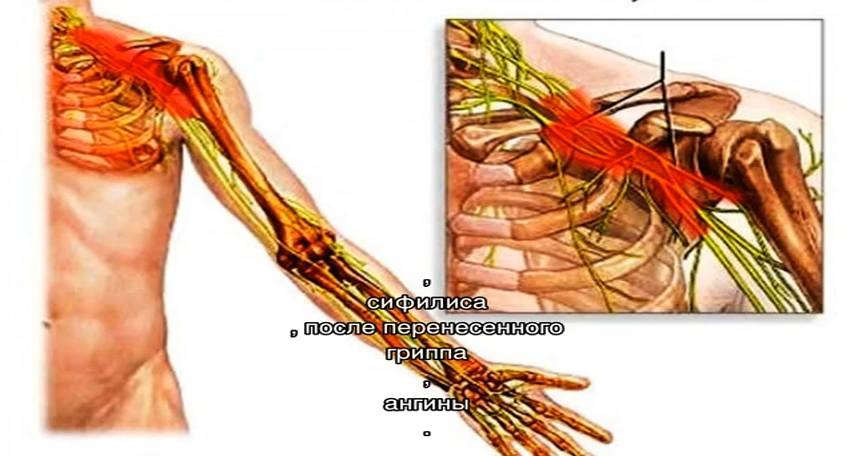 ,
сифилиса
, после перенесенного
гриппа
,
ангины
.